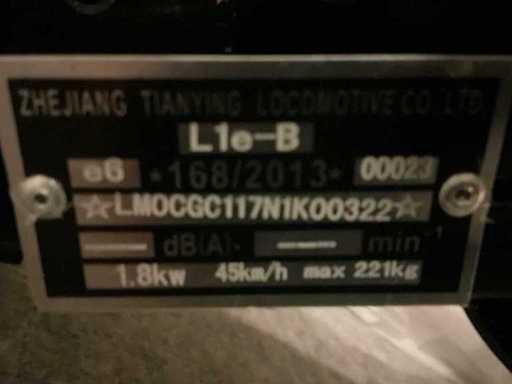 ZHEJIANG TIANYING LOCOMOTIVE CO. LTD.
L1e-B
e6 *168/2013* 00023
☆LM0CGC117N1K00322☆
—— dB(A)- —— min⁻¹
1.8kw 45km/h max 221kg